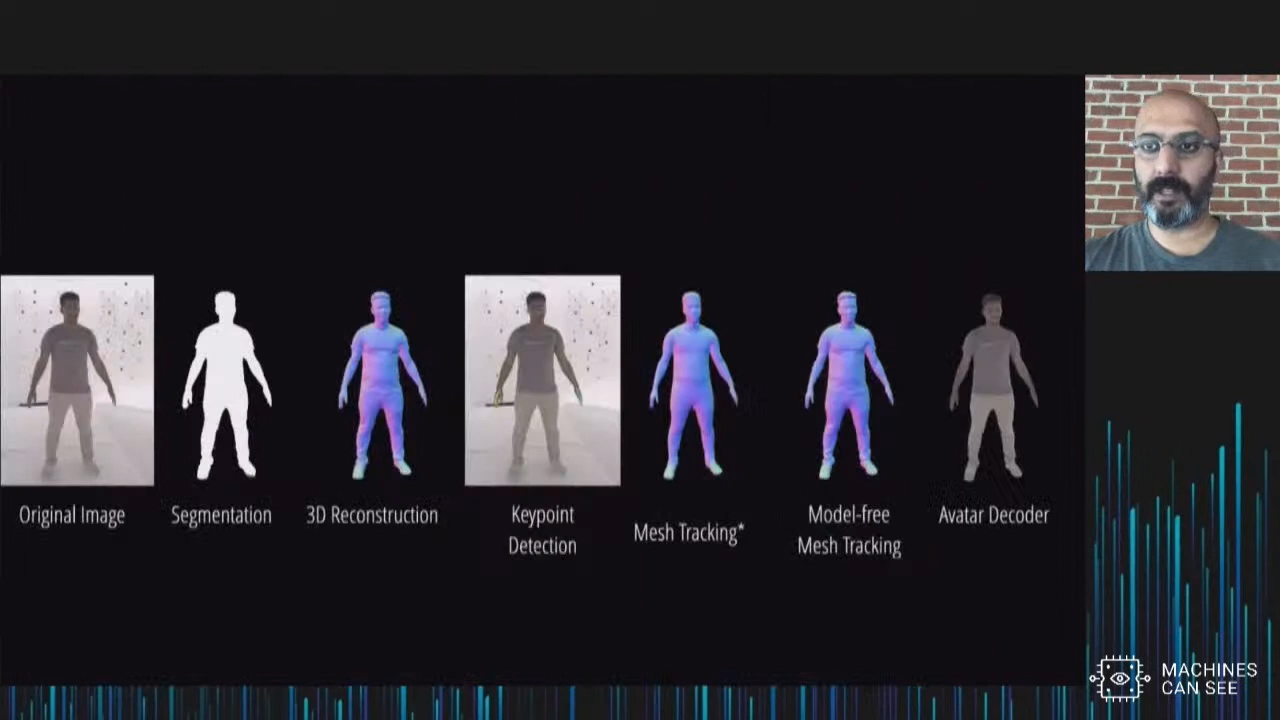 Original Image
Segmentation
3D Reconstruction
Keypoint
Detection
Mesh Tracking*
Model-free
Mesh Tracking
Avatar Decoder
MACHINES
CAN SEE